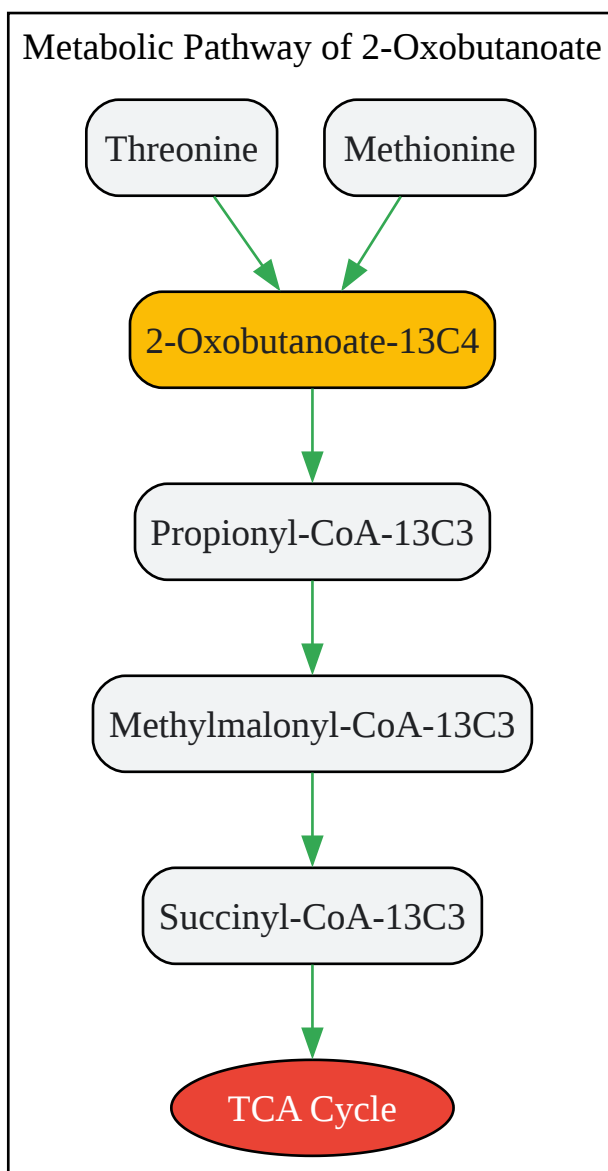 Metabolic Pathway of 2-Oxobutanoate
Threonine
Methionine
2-Oxobutanoate-13C4
Propionyl-CoA-13C3
Methylmalonyl-CoA-13C3
Succinyl-CoA-13C3
TCA Cycle